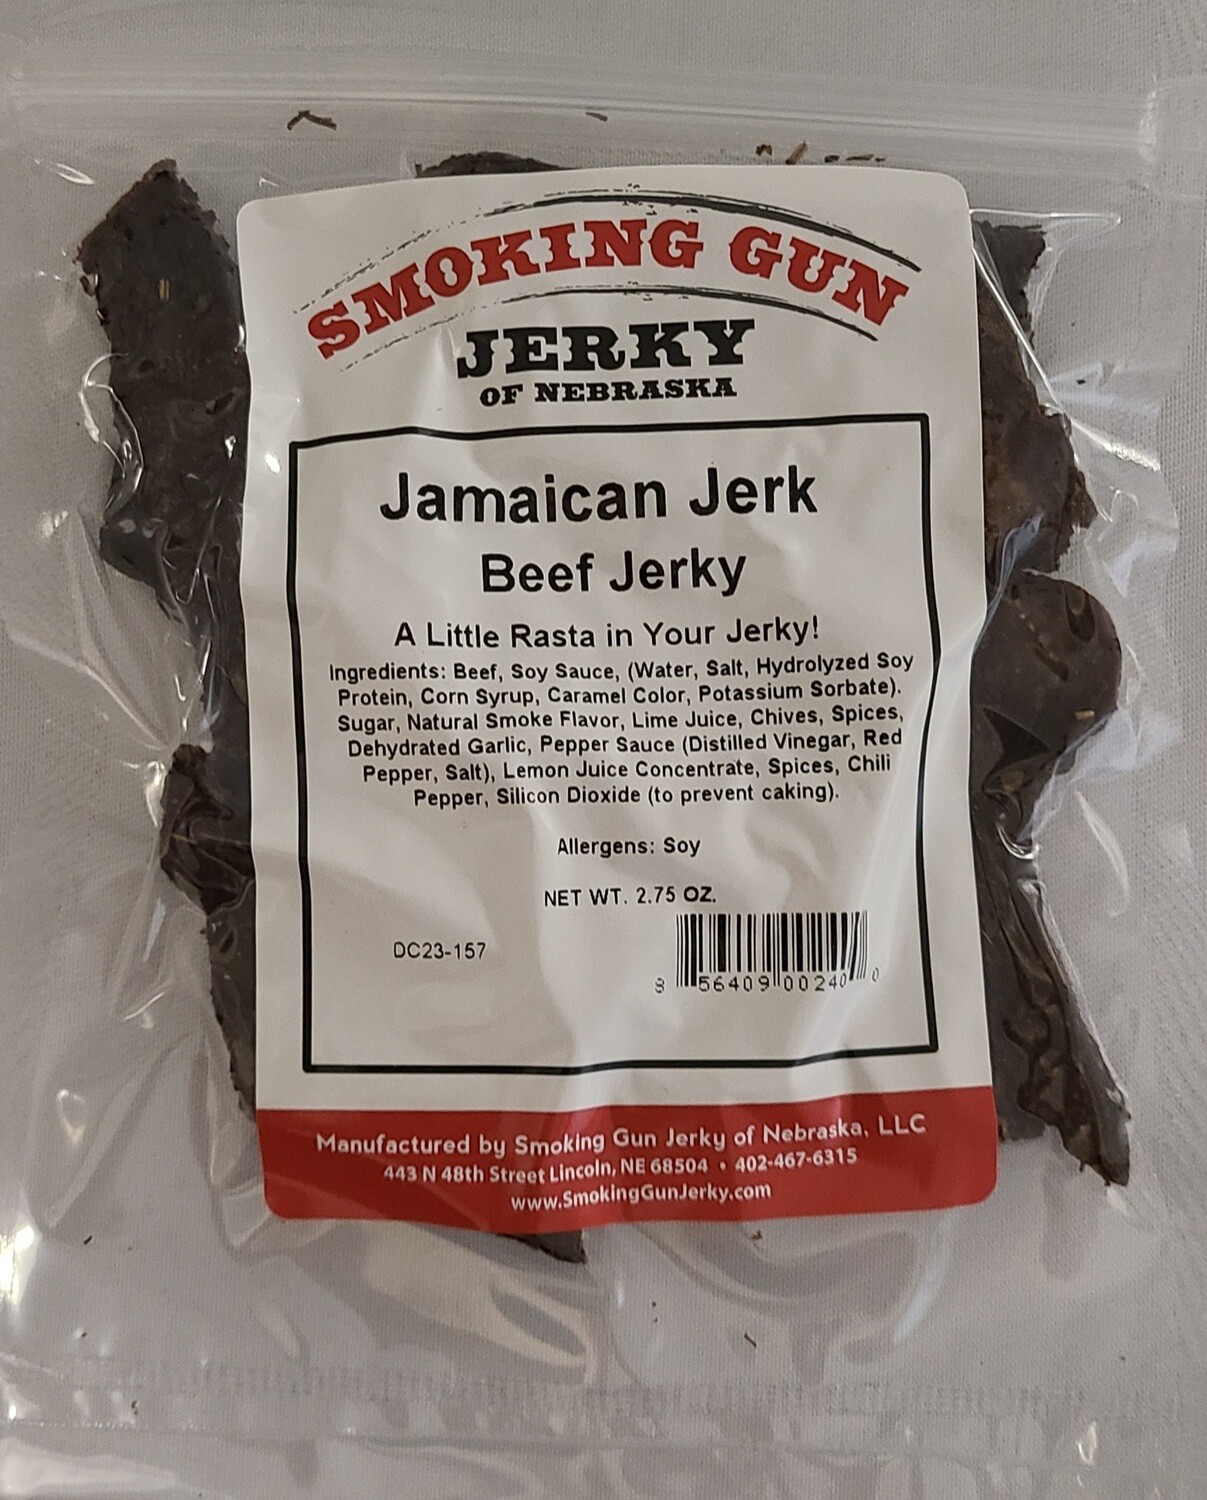 SMOKING GUN
JERKY
OF NEBRASKA
Jamaican Jerk
Beef Jerky
A Little Rasta in Your Jerky!
Ingredients: Beef, Soy Sauce, (Water, Salt, Hydrolyzed Soy
Protein, Corn Syrup, Caramel Color, Potassium Sorbate).
Sugar, Natural Smoke Flavor, Lime Juice, Chives, Spices,
Dehydrated Garlic, Pepper Sauce (Distilled Vinegar, Red
Pepper, Salt), Lemon Juice Concentrate, Spices, Chili
Pepper, Silicon Dioxide (to prevent caking).
Allergens: Soy
NET WT. 2.75 OZ.
DC23-157
8 56409 00240 0
Manufactured by Smoking Gun Jerky of Nebraska, LLC
443 N 48th Street Lincoln, NE 68504 • 402-467-6315
www.SmokingGunJerky.com